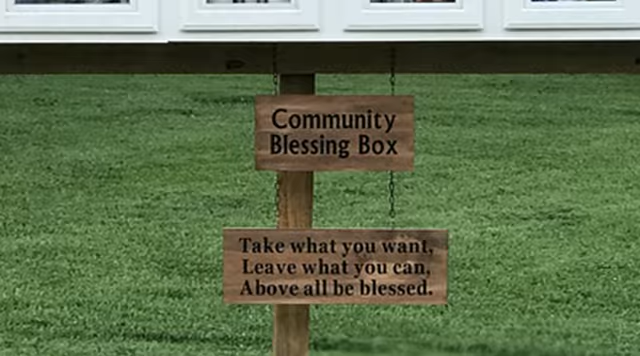 Community
Blessing Box
Take what you want,
Leave what you can,
Above all be blessed.